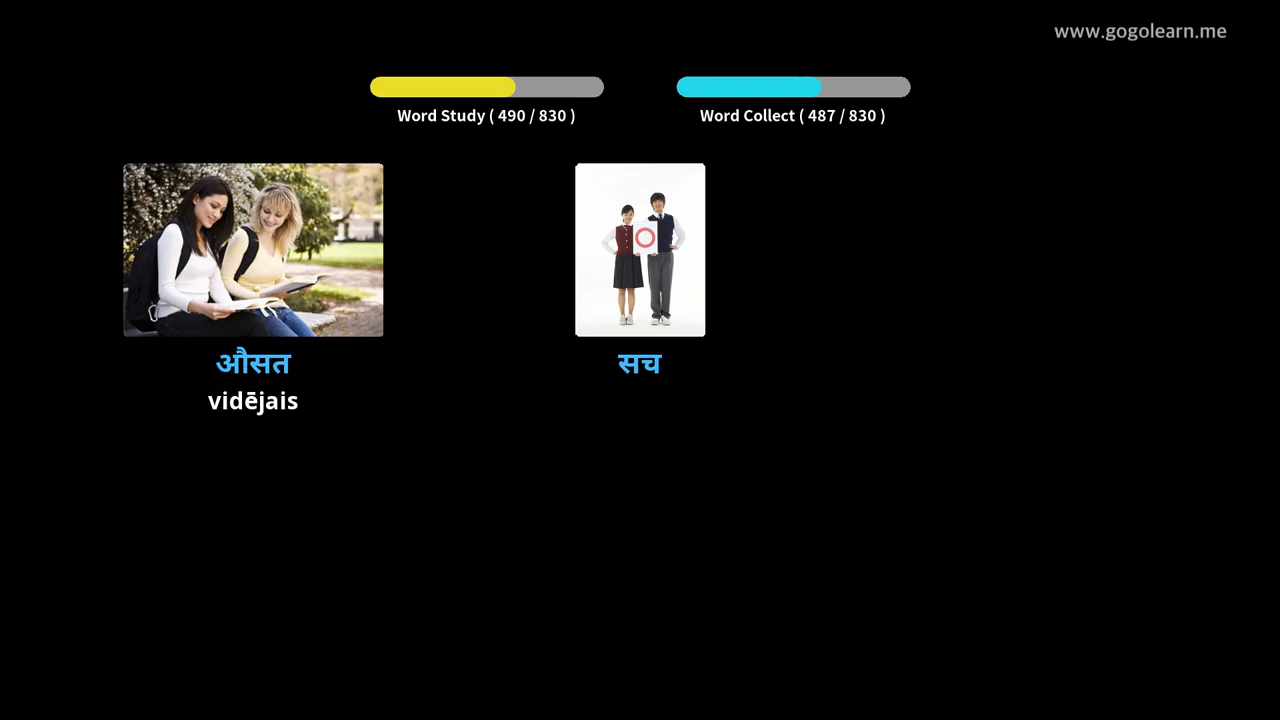 www.gogolearn.me
Word Study ( 490 / 830 )
Word Collect ( 487 / 830 )
औसत
vidējais
सच